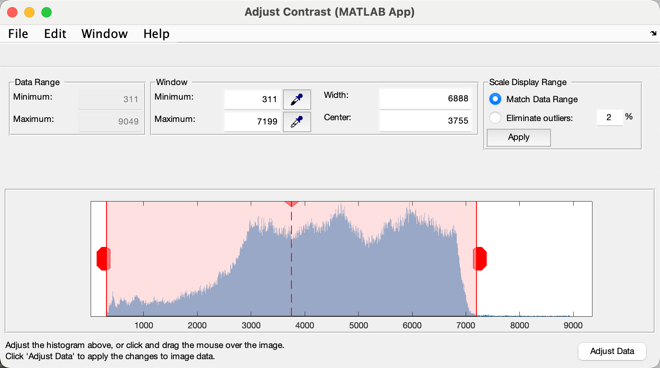 Adjust Contrast (MATLAB App)
File Edit Window Help
Data Range
Minimum: 311
Maximum: 9049
Window
Minimum: 311
Maximum: 7199
Width: 6888
Center: 3755
Scale Display Range
Match Data Range
Eliminate outliers: 2 %
Apply
1000 2000 3000 4000 5000 6000 7000 8000 9000
Adjust the histogram above, or click and drag the mouse over the image.
Click 'Adjust Data' to apply the changes to image data.
Adjust Data